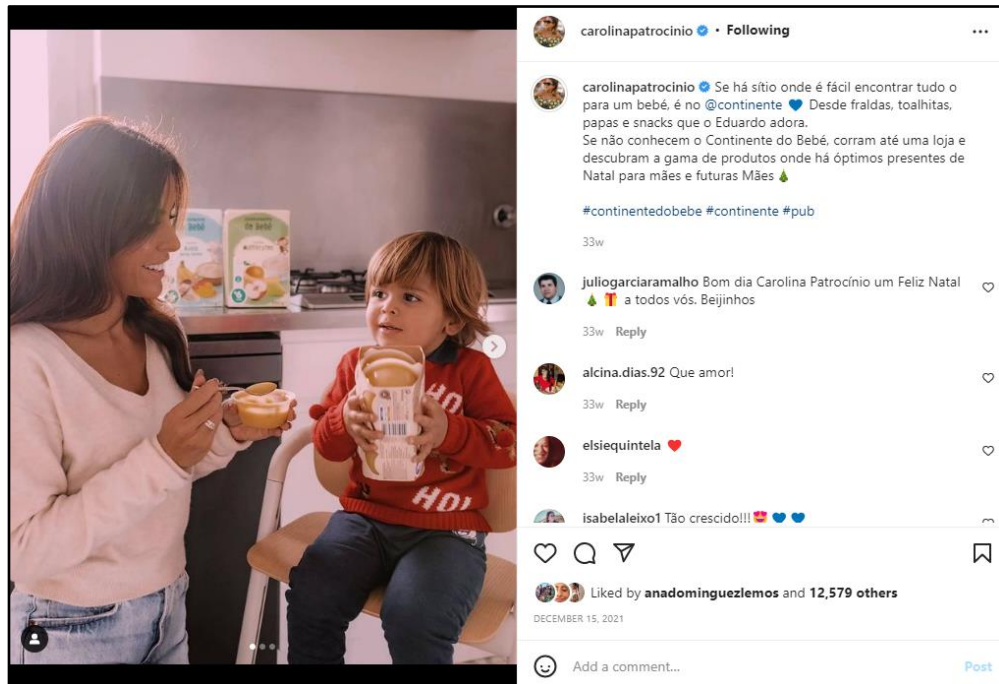 carolinapatrocinio • Following
carolinapatrocinio Se há sítio onde é fácil encontrar tudo o
para um bebé, é no @continente 💙 Desde fraldas, toalhitas,
papas e snacks que o Eduardo adora.
Se não conhecem o Continente do Bebé, corram até uma loja e
descubram a gama de produtos onde há óptimos presentes de
Natal para mães e futuras Mães 🎄
#continentedobebe #continente #pub
33w
juliogarciaramalho Bom dia Carolina Patrocínio um Feliz Natal
🎄 🎁 a todos vós. Beijinhos
33w Reply
alcina.dias.92 Que amor!
33w Reply
elsiequintela ❤️
33w Reply
isabelaleixo1 Tão crescido!!! 😍 💙 💙
Liked by anadominguezlemos and 12,579 others
DECEMBER 15, 2021
Add a comment... Post
do bebé
HO!
HO!